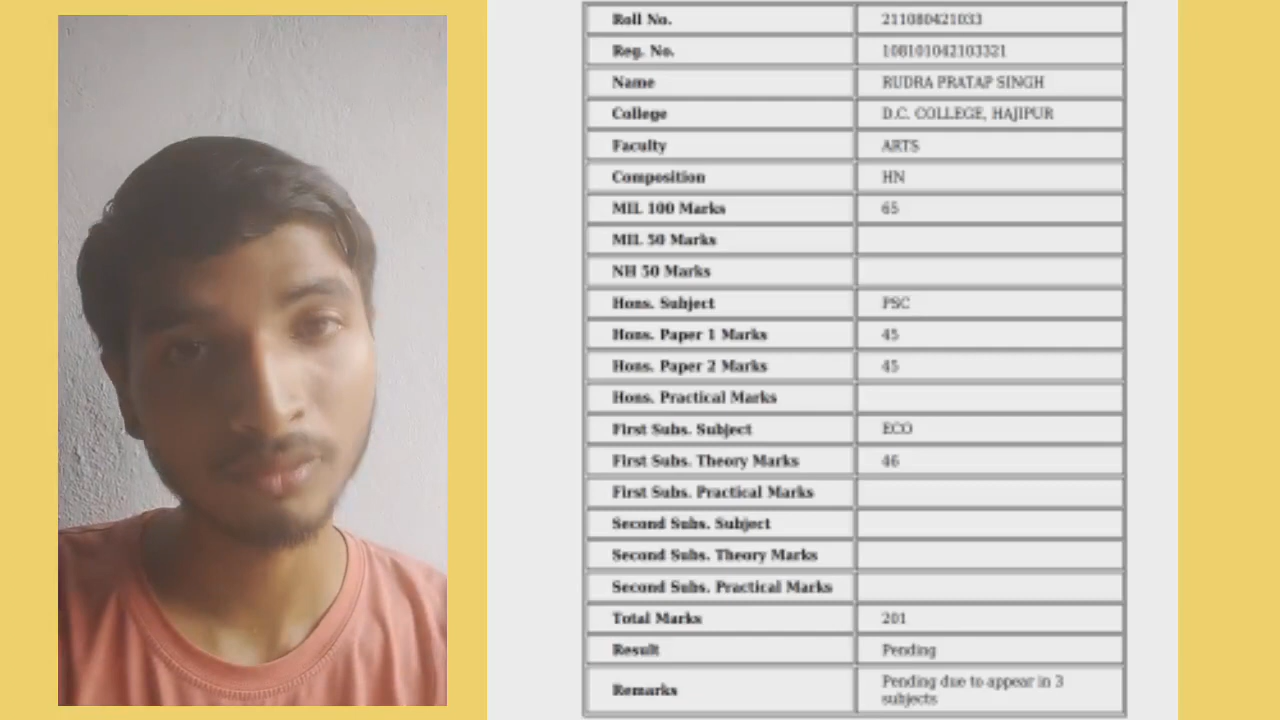 Roll No. 211080421033
Reg. No. 108101042103321
Name RUDRA PRATAP SINGH
College D.C. COLLEGE, HAJIPUR
Faculty ARTS
Composition HN
MIL 100 Marks 65
MIL 50 Marks
NH 50 Marks
Hons. Subject PSC
Hons. Paper 1 Marks 45
Hons. Paper 2 Marks 45
Hons. Practical Marks
First Subs. Subject ECO
First Subs. Theory Marks 46
First Subs. Practical Marks
Second Subs. Subject
Second Subs. Theory Marks
Second Subs. Practical Marks
Total Marks 201
Result Pending
Remarks Pending due to appear in 3
subjects